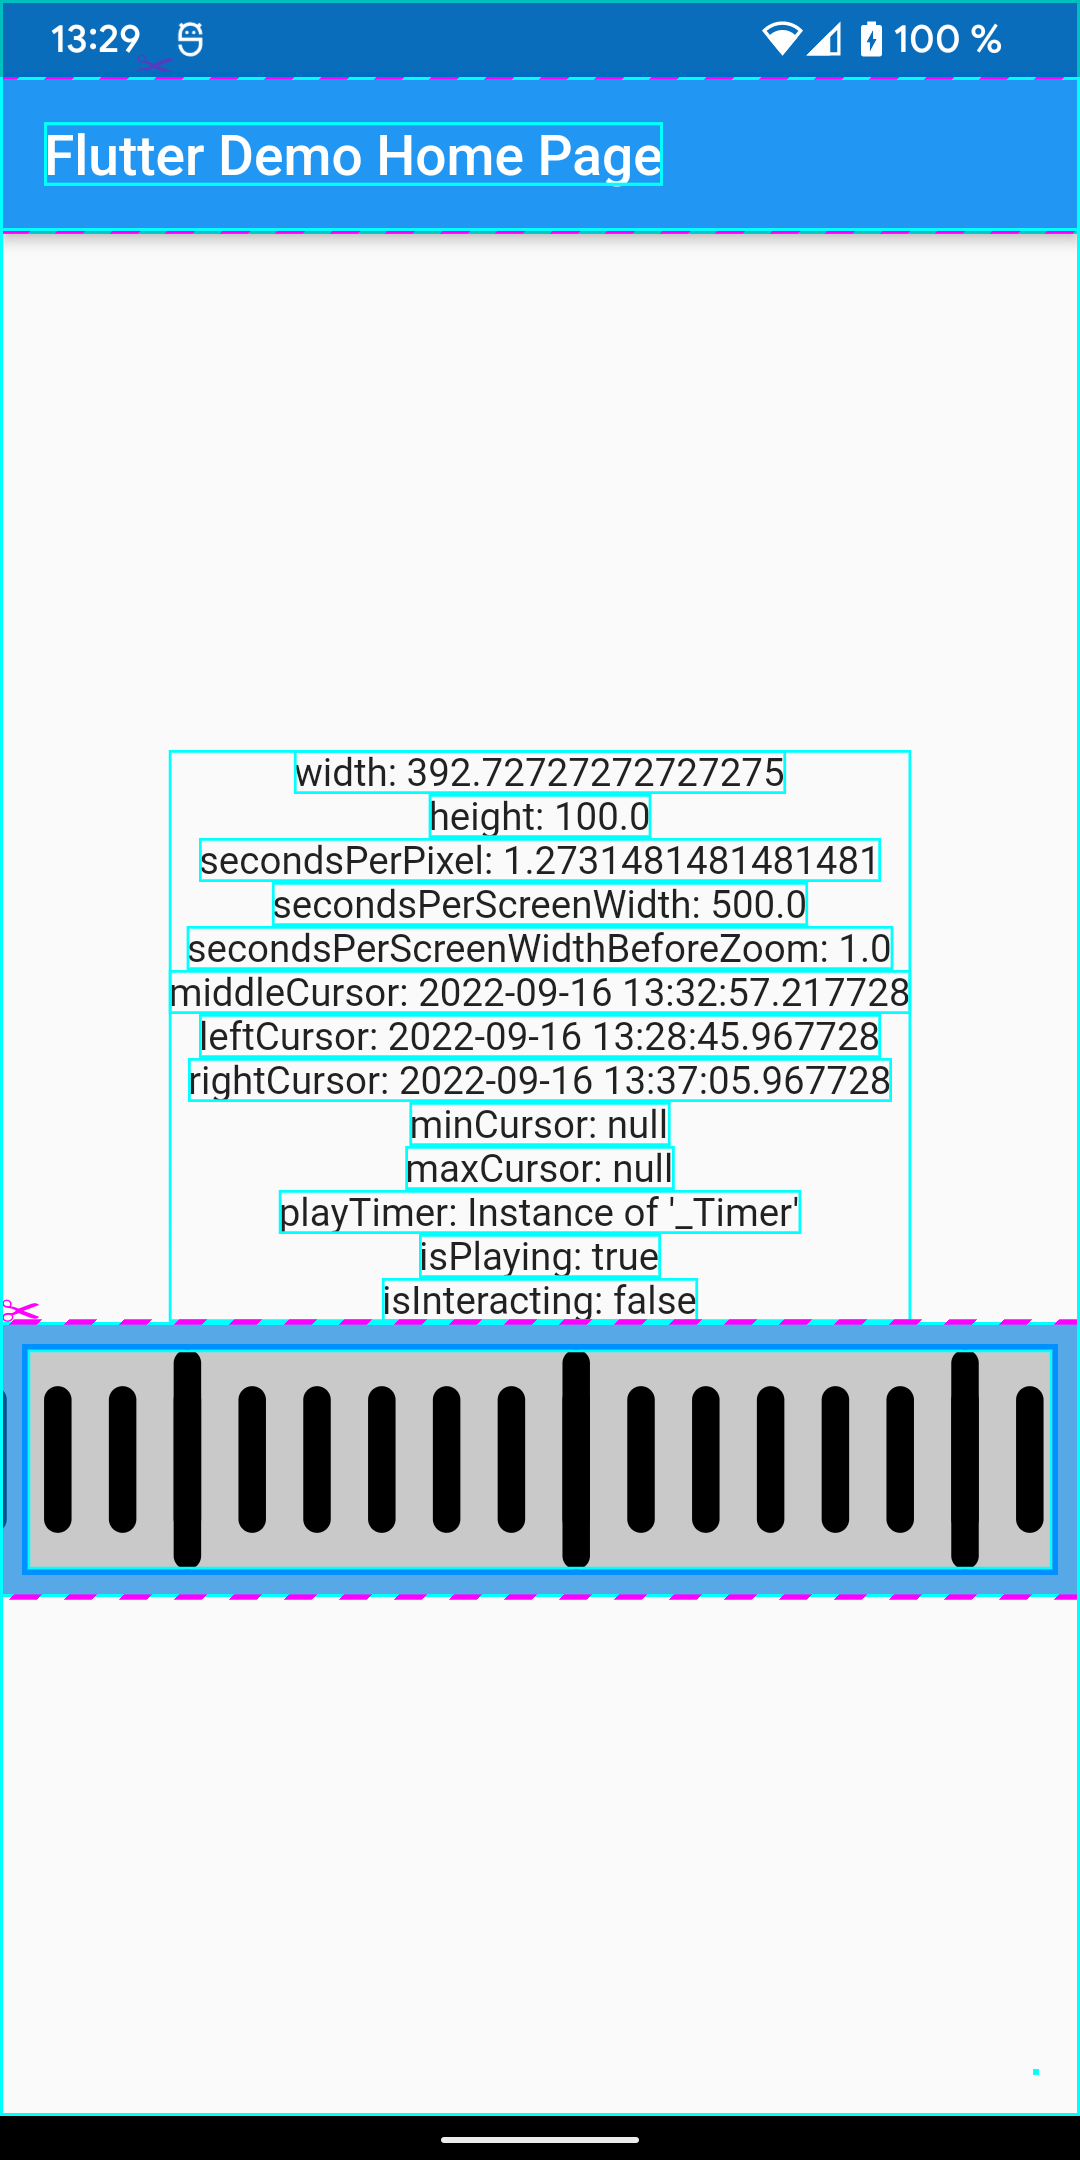 13:29
100 %
Flutter Demo Home Page
width: 392.72727272727275
height: 100.0
secondsPerPixel: 1.2731481481481481
secondsPerScreenWidth: 500.0
secondsPerScreenWidthBeforeZoom: 1.0
middleCursor: 2022-09-16 13:32:57.217728
leftCursor: 2022-09-16 13:28:45.967728
rightCursor: 2022-09-16 13:37:05.967728
minCursor: null
maxCursor: null
playTimer: Instance of '_Timer'
isPlaying: true
isInteracting: false